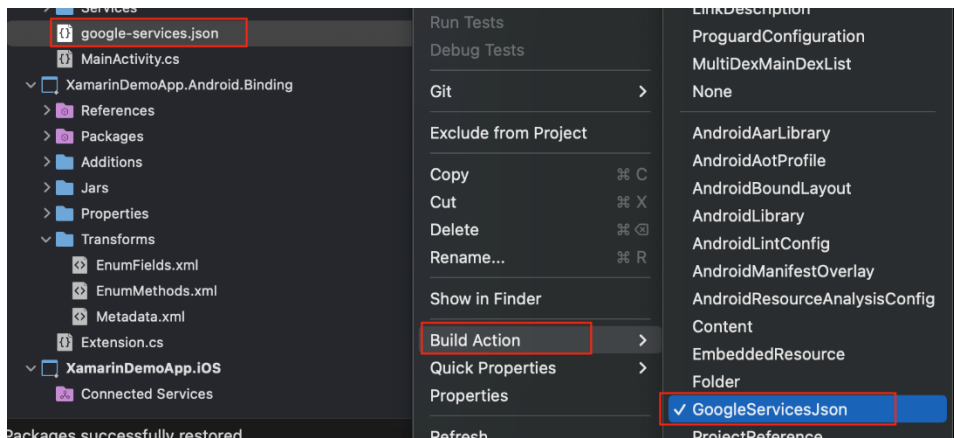 Services
google-services.json
MainActivity.cs
XamarinDemoApp.Android.Binding
References
Packages
Additions
Jars
Properties
Transforms
EnumFields.xml
EnumMethods.xml
Metadata.xml
Extension.cs
XamarinDemoApp.iOS
Connected Services
Packages successfully restored.
Run Tests
Debug Tests
Git
Exclude from Project
Copy ⌘ C
Cut ⌘ X
Delete ⌘ ⌫
Rename... ⌘ R
Show in Finder
Build Action
Quick Properties
Properties
Refresh
LinkDescription
ProguardConfiguration
MultiDexMainDexList
None
AndroidAarLibrary
AndroidAotProfile
AndroidBoundLayout
AndroidLibrary
AndroidLintConfig
AndroidManifestOverlay
AndroidResourceAnalysisConfig
Content
EmbeddedResource
Folder
✓ GoogleServicesJson
ProjectReference